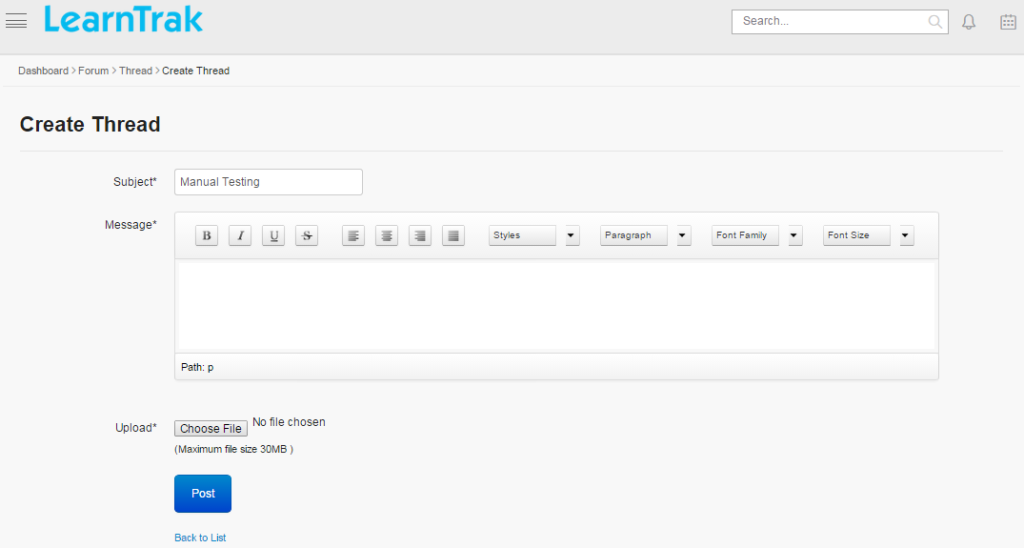 LearnTrak
Search...
Dashboard > Forum > Thread > Create Thread
Create Thread
Subject*
Manual Testing
Message*
B I U S Styles Paragraph Font Family Font Size
Path: p
Upload*
Choose File No file chosen
(Maximum file size 30MB )
Post
Back to List